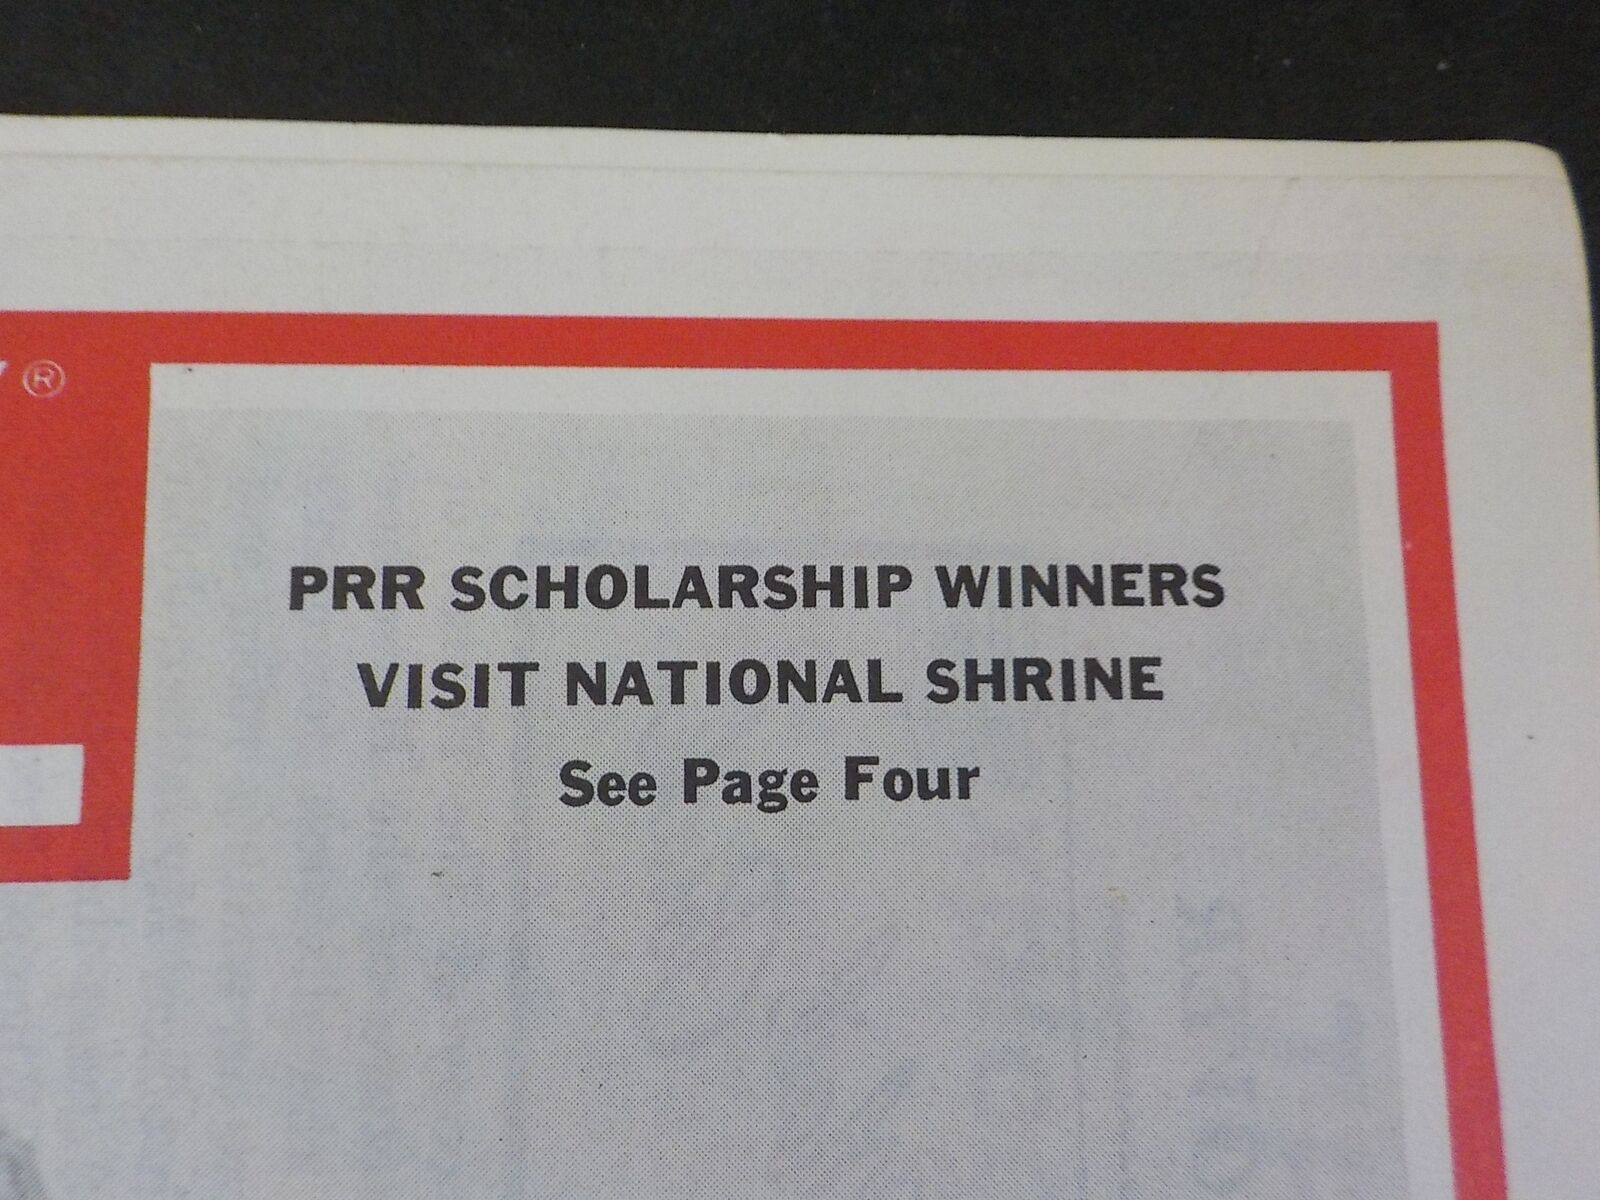 ®
PRR SCHOLARSHIP WINNERS
VISIT NATIONAL SHRINE
See Page Four